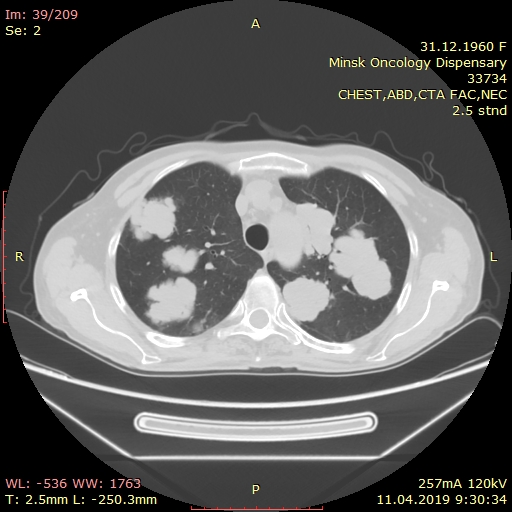 Im: 39/209
Se: 2
A
31.12.1960 F
Minsk Oncology Dispensary
33734
CHEST,ABD,CTA FAC,NEC
2.5 stnd
R
L
WL: -536 WW: 1763
T: 2.5mm L: -250.3mm
P
257mA 120kV
11.04.2019 9:30:34